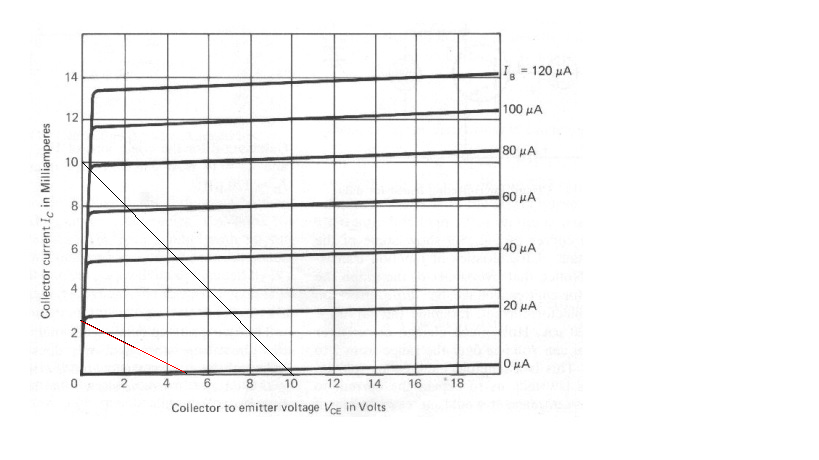 14
I_B = 120 μA
12
100 μA
10
80 μA
8
60 μA
6
40 μA
4
20 μA
2
0 μA
0 2 4 6 8 10 12 14 16 18
Collector current I_C in Milliamperes
Collector to emitter voltage V_CE in Volts